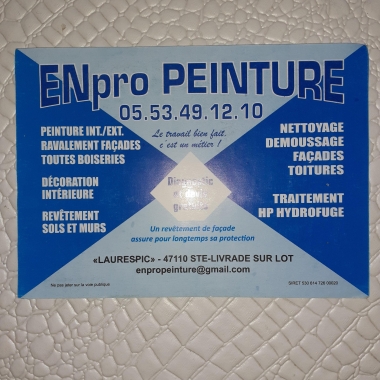 ENpro PEINTURE
05.53.49.12.10
Le travail bien fait,
c est un métier !
PEINTURE INT./EXT.
RAVALEMENT FAÇADES
TOUTES BOISERIES
DÉCORATION
INTÉRIEURE
REVÊTEMENT
SOLS ET MURS
NETTOYAGE
DEMOUSSAGE
FAÇADES
TOITURES
TRAITEMENT
HP HYDROFUGE
Un revêtement de façade
assure pour longtemps sa protection
«LAURESPIC» - 47110 STE-LIVRADE SUR LOT
enpropeinture@gmail.com
Ne pas jeter sur la voie publique